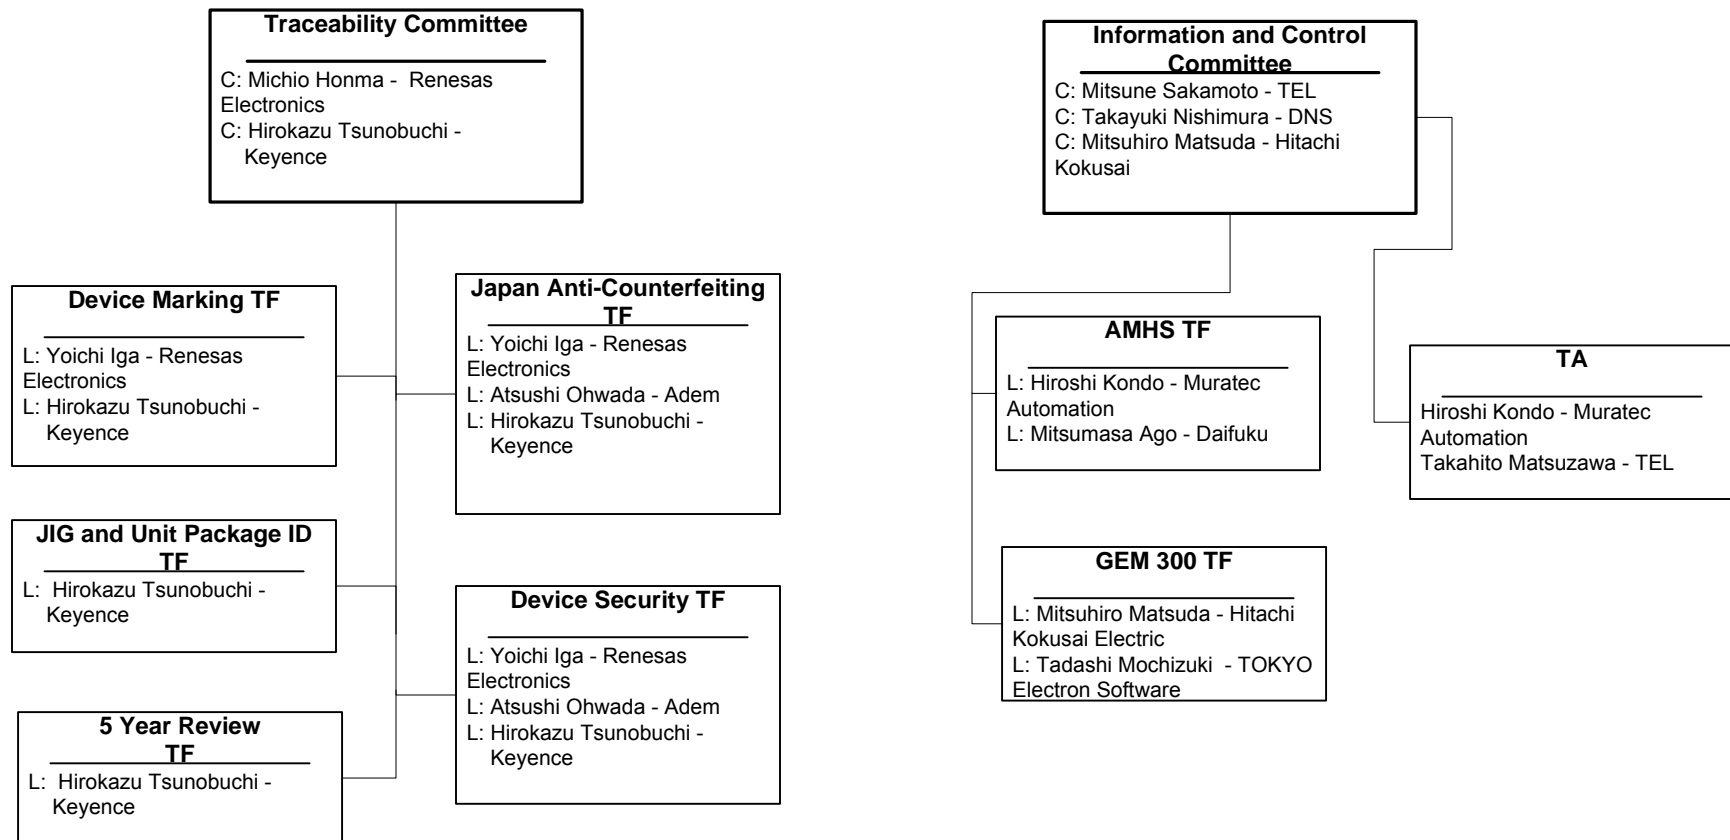 Traceability Committee
C: Michio Honma -  Renesas
Electronics
C: Hirokazu Tsunobuchi -
Keyence
Information and Control
Committee
C: Mitsune Sakamoto - TEL
C: Takayuki Nishimura - DNS
C: Mitsuhiro Matsuda - Hitachi
Kokusai
Device Marking TF
L: Yoichi Iga - Renesas
Electronics
L: Hirokazu Tsunobuchi -
Keyence
Japan Anti-Counterfeiting
TF
L: Yoichi Iga - Renesas
Electronics
L: Atsushi Ohwada - Adem
L: Hirokazu Tsunobuchi -
Keyence
AMHS TF
L: Hiroshi Kondo - Muratec
Automation
L: Mitsumasa Ago - Daifuku
TA
Hiroshi Kondo - Muratec
Automation
Takahito Matsuzawa - TEL
JIG and Unit Package ID
TF
L:  Hirokazu Tsunobuchi -
Keyence
Device Security TF
L: Yoichi Iga - Renesas
Electronics
L: Atsushi Ohwada - Adem
L: Hirokazu Tsunobuchi -
Keyence
GEM 300 TF
L: Mitsuhiro Matsuda - Hitachi
Kokusai Electric
L: Tadashi Mochizuki  - TOKYO
Electron Software
5 Year Review
TF
L:  Hirokazu Tsunobuchi -
Keyence